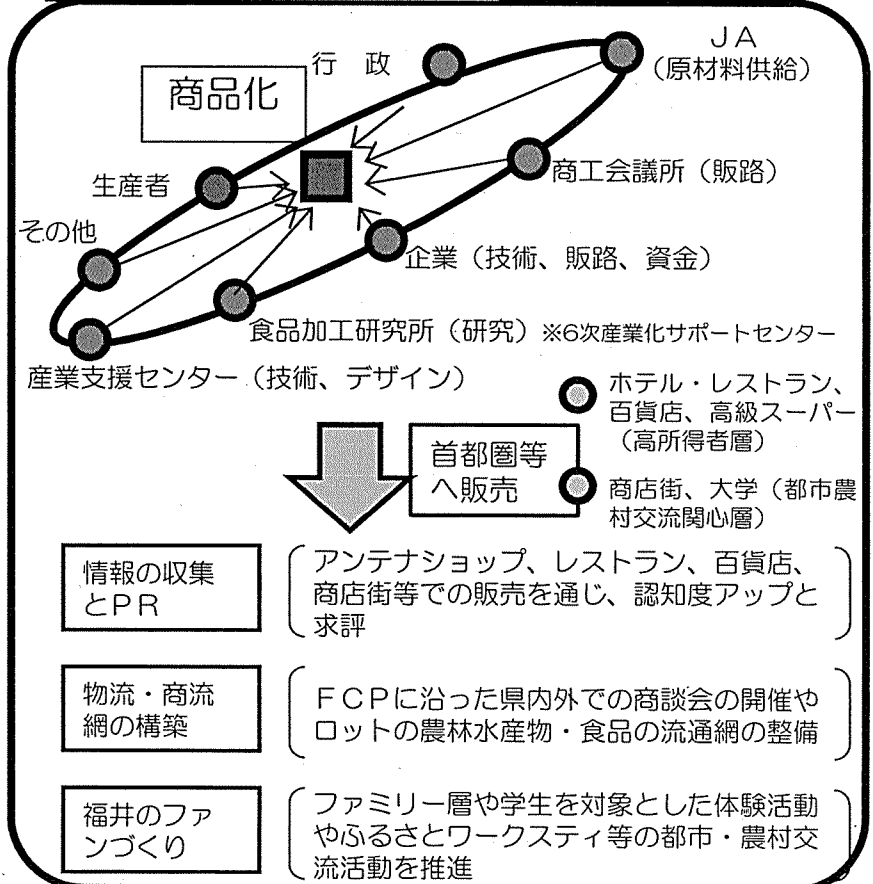 行 政
JA
(原材料供給)
商品化
生産者
商工会議所(販路)
その他
企業(技術、販路、資金)
食品加工研究所(研究)※6次産業化サポートセンター
産業支援センター(技術、デザイン)
ホテル・レストラン、
百貨店、高級スーパー
(高所得者層)
首都圏等
へ販売
商店街、大学(都市農
村交流関心層)
情報の収集
とPR
アンテナショップ、レストラン、百貨店、
商店街等での販売を通じ、認知度アップと
求評
物流・商流
網の構築
FCPに沿った県内外での商談会の開催や
ロットの農林水産物・食品の流通網の整備
福井のファ
ンづくり
ファミリー層や学生を対象とした体験活動
やふるさとワークスティ等の都市・農村交
流活動を推進